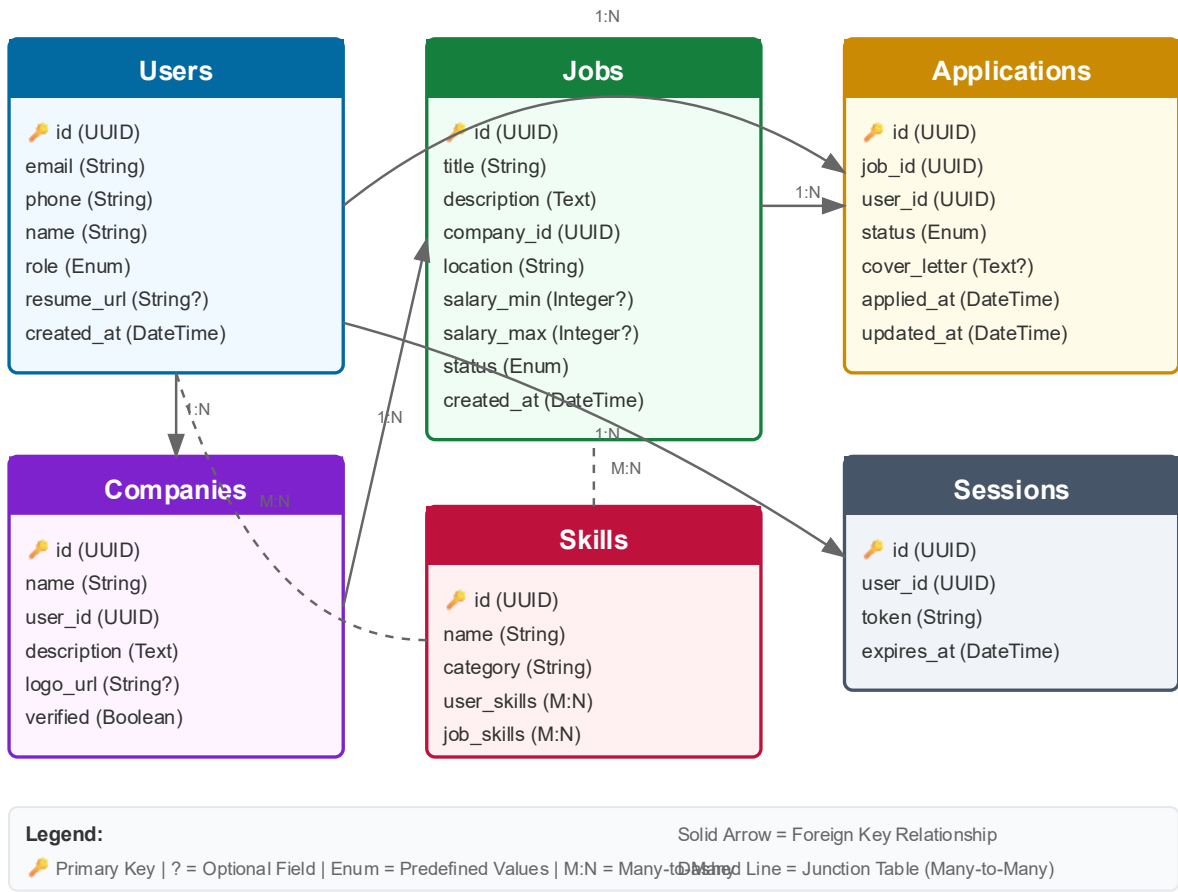 1:N
Users
🔑 id (UUID)
email (String)
phone (String)
name (String)
role (Enum)
resume_url (String?)
created_at (DateTime)
Jobs
🔑 id (UUID)
title (String)
description (Text)
company_id (UUID)
location (String)
salary_min (Integer?)
salary_max (Integer?)
status (Enum)
created_at (DateTime)
Applications
🔑 id (UUID)
job_id (UUID)
user_id (UUID)
status (Enum)
cover_letter (Text?)
applied_at (DateTime)
updated_at (DateTime)
1:N
1:N
1:N
1:N
M:N
M:N
Companies
🔑 id (UUID)
name (String)
user_id (UUID)
description (Text)
logo_url (String?)
verified (Boolean)
Skills
🔑 id (UUID)
name (String)
category (String)
user_skills (M:N)
job_skills (M:N)
Sessions
🔑 id (UUID)
user_id (UUID)
token (String)
expires_at (DateTime)
Legend:
Solid Arrow = Foreign Key Relationship
🔑 Primary Key | ? = Optional Field | Enum = Predefined Values | M:N = Many-to-Many
Dashed Line = Junction Table (Many-to-Many)